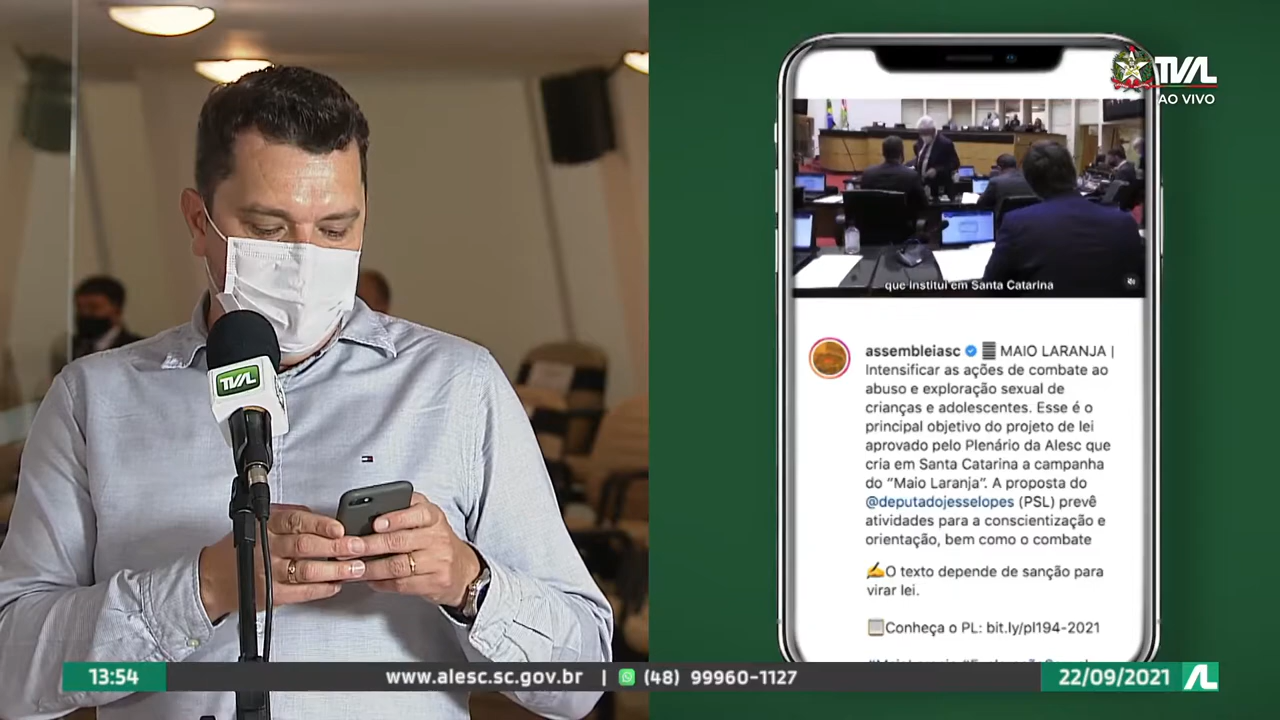 TVAL
AO VIVO
TVAL
que institui em Santa Catarina
assembleiasc MAIO LARANJA |
Intensificar as ações de combate ao
abuso e exploração sexual de
crianças e adolescentes. Esse é o
principal objetivo do projeto de lei
aprovado pelo Plenário da Alesc que
cria em Santa Catarina a campanha
do “Maio Laranja”. A proposta do
@deputadojesselopes (PSL) prevê
atividades para a conscientização e
orientação, bem como o combate
O texto depende de sanção para
virar lei.
Conheça o PL: bit.ly/pl194-2021
13:54
www.alesc.sc.gov.br | (48) 99960-1127
22/09/2021 AL